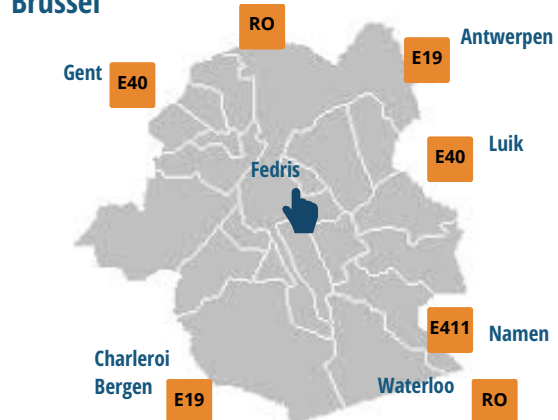 Brussel
RO
Antwerpen
E19
Gent
E40
Luik
E40
Fedris
E411
Namen
Charleroi
Bergen
E19
Waterloo
RO